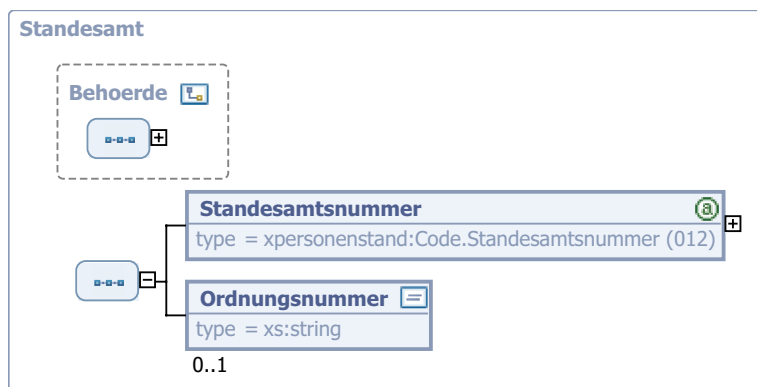 Standesamt
Behoerde
Standesamtsnummer
type = xpersonenstand:Code.Standesamtsnummer (012)
Ordnungsnummer
type = xs:string
0..1